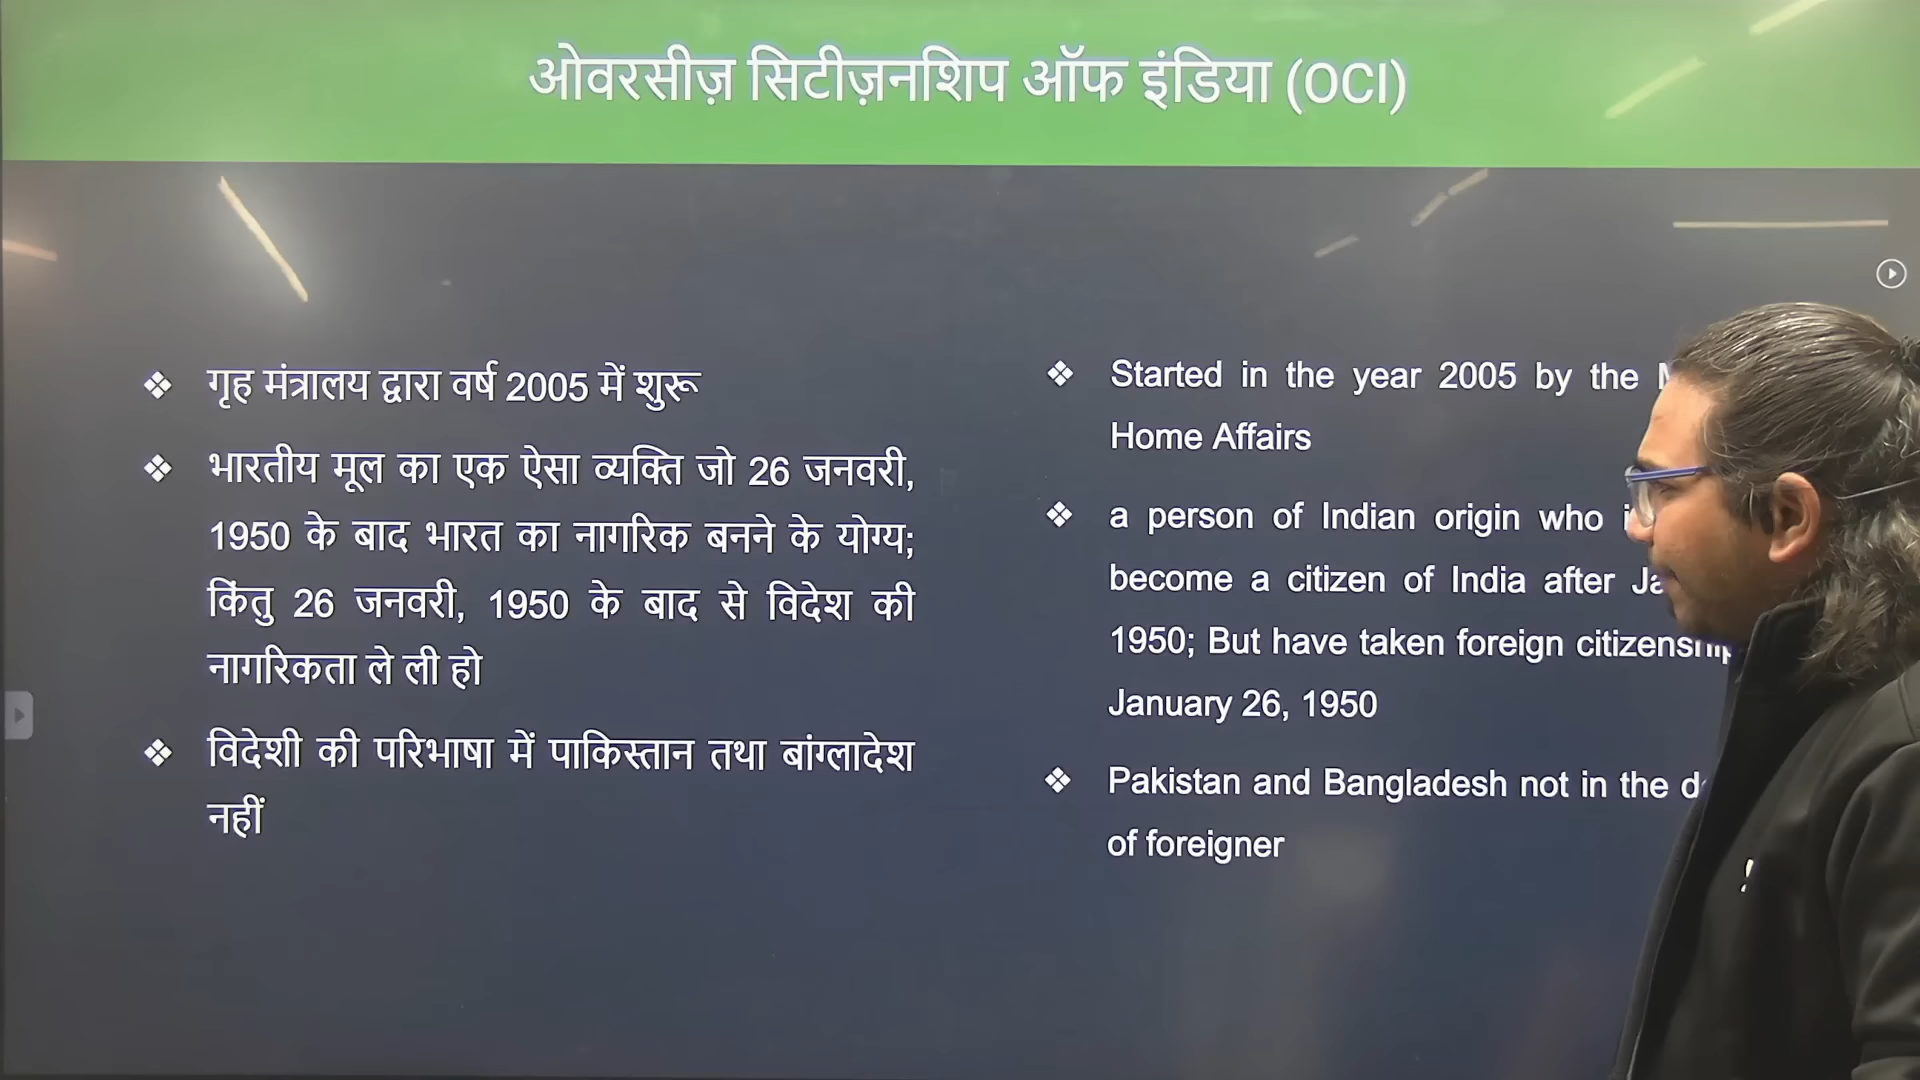 ओवरसीज़ सिटीज़नशिप ऑफ इंडिया (OCI)
❖ गृह मंत्रालय द्वारा वर्ष 2005 में शुरू
❖ भारतीय मूल का एक ऐसा व्यक्ति जो 26 जनवरी,
1950 के बाद भारत का नागरिक बनने के योग्य;
किंतु 26 जनवरी, 1950 के बाद से विदेश की
नागरिकता ले ली हो
❖ विदेशी की परिभाषा में पाकिस्तान तथा बांग्लादेश
नहीं
❖ Started in the year 2005 by the
Home Affairs
❖ a person of Indian origin who
become a citizen of India after
1950; But have taken foreign citizenship
January 26, 1950
❖ Pakistan and Bangladesh not in the
of foreigner